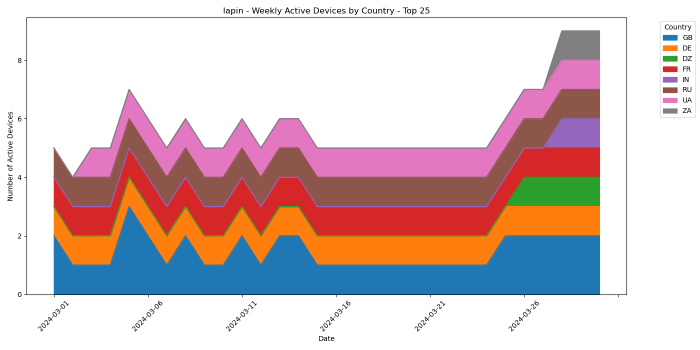 lapin - Weekly Active Devices by Country - Top 25
Number of Active Devices
8
6
4
2
0
2024-03-01
2024-03-06
2024-03-11
2024-03-16
2024-03-21
2024-03-26
Date
Country
GB
DE
DZ
FR
IN
RU
UA
ZA